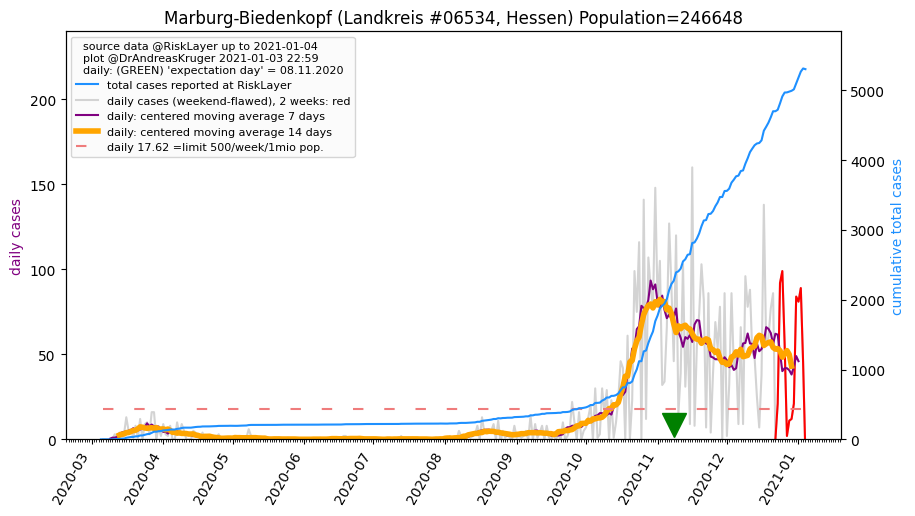 Marburg-Biedenkopf (Landkreis #06534, Hessen) Population=246648
source data @RiskLayer up to 2021-01-04
plot @DrAndreasKruger 2021-01-03 22:59
daily: (GREEN) 'expectation day' = 08.11.2020
total cases reported at RiskLayer
daily cases (weekend-flawed), 2 weeks: red
daily: centered moving average 7 days
daily: centered moving average 14 days
daily 17.62 =limit 500/week/1mio pop.
daily cases
200
150
100
50
0
cumulative total cases
5000
4000
3000
2000
1000
0
2020-03
2020-04
2020-05
2020-06
2020-07
2020-08
2020-09
2020-10
2020-11
2020-12
2021-01